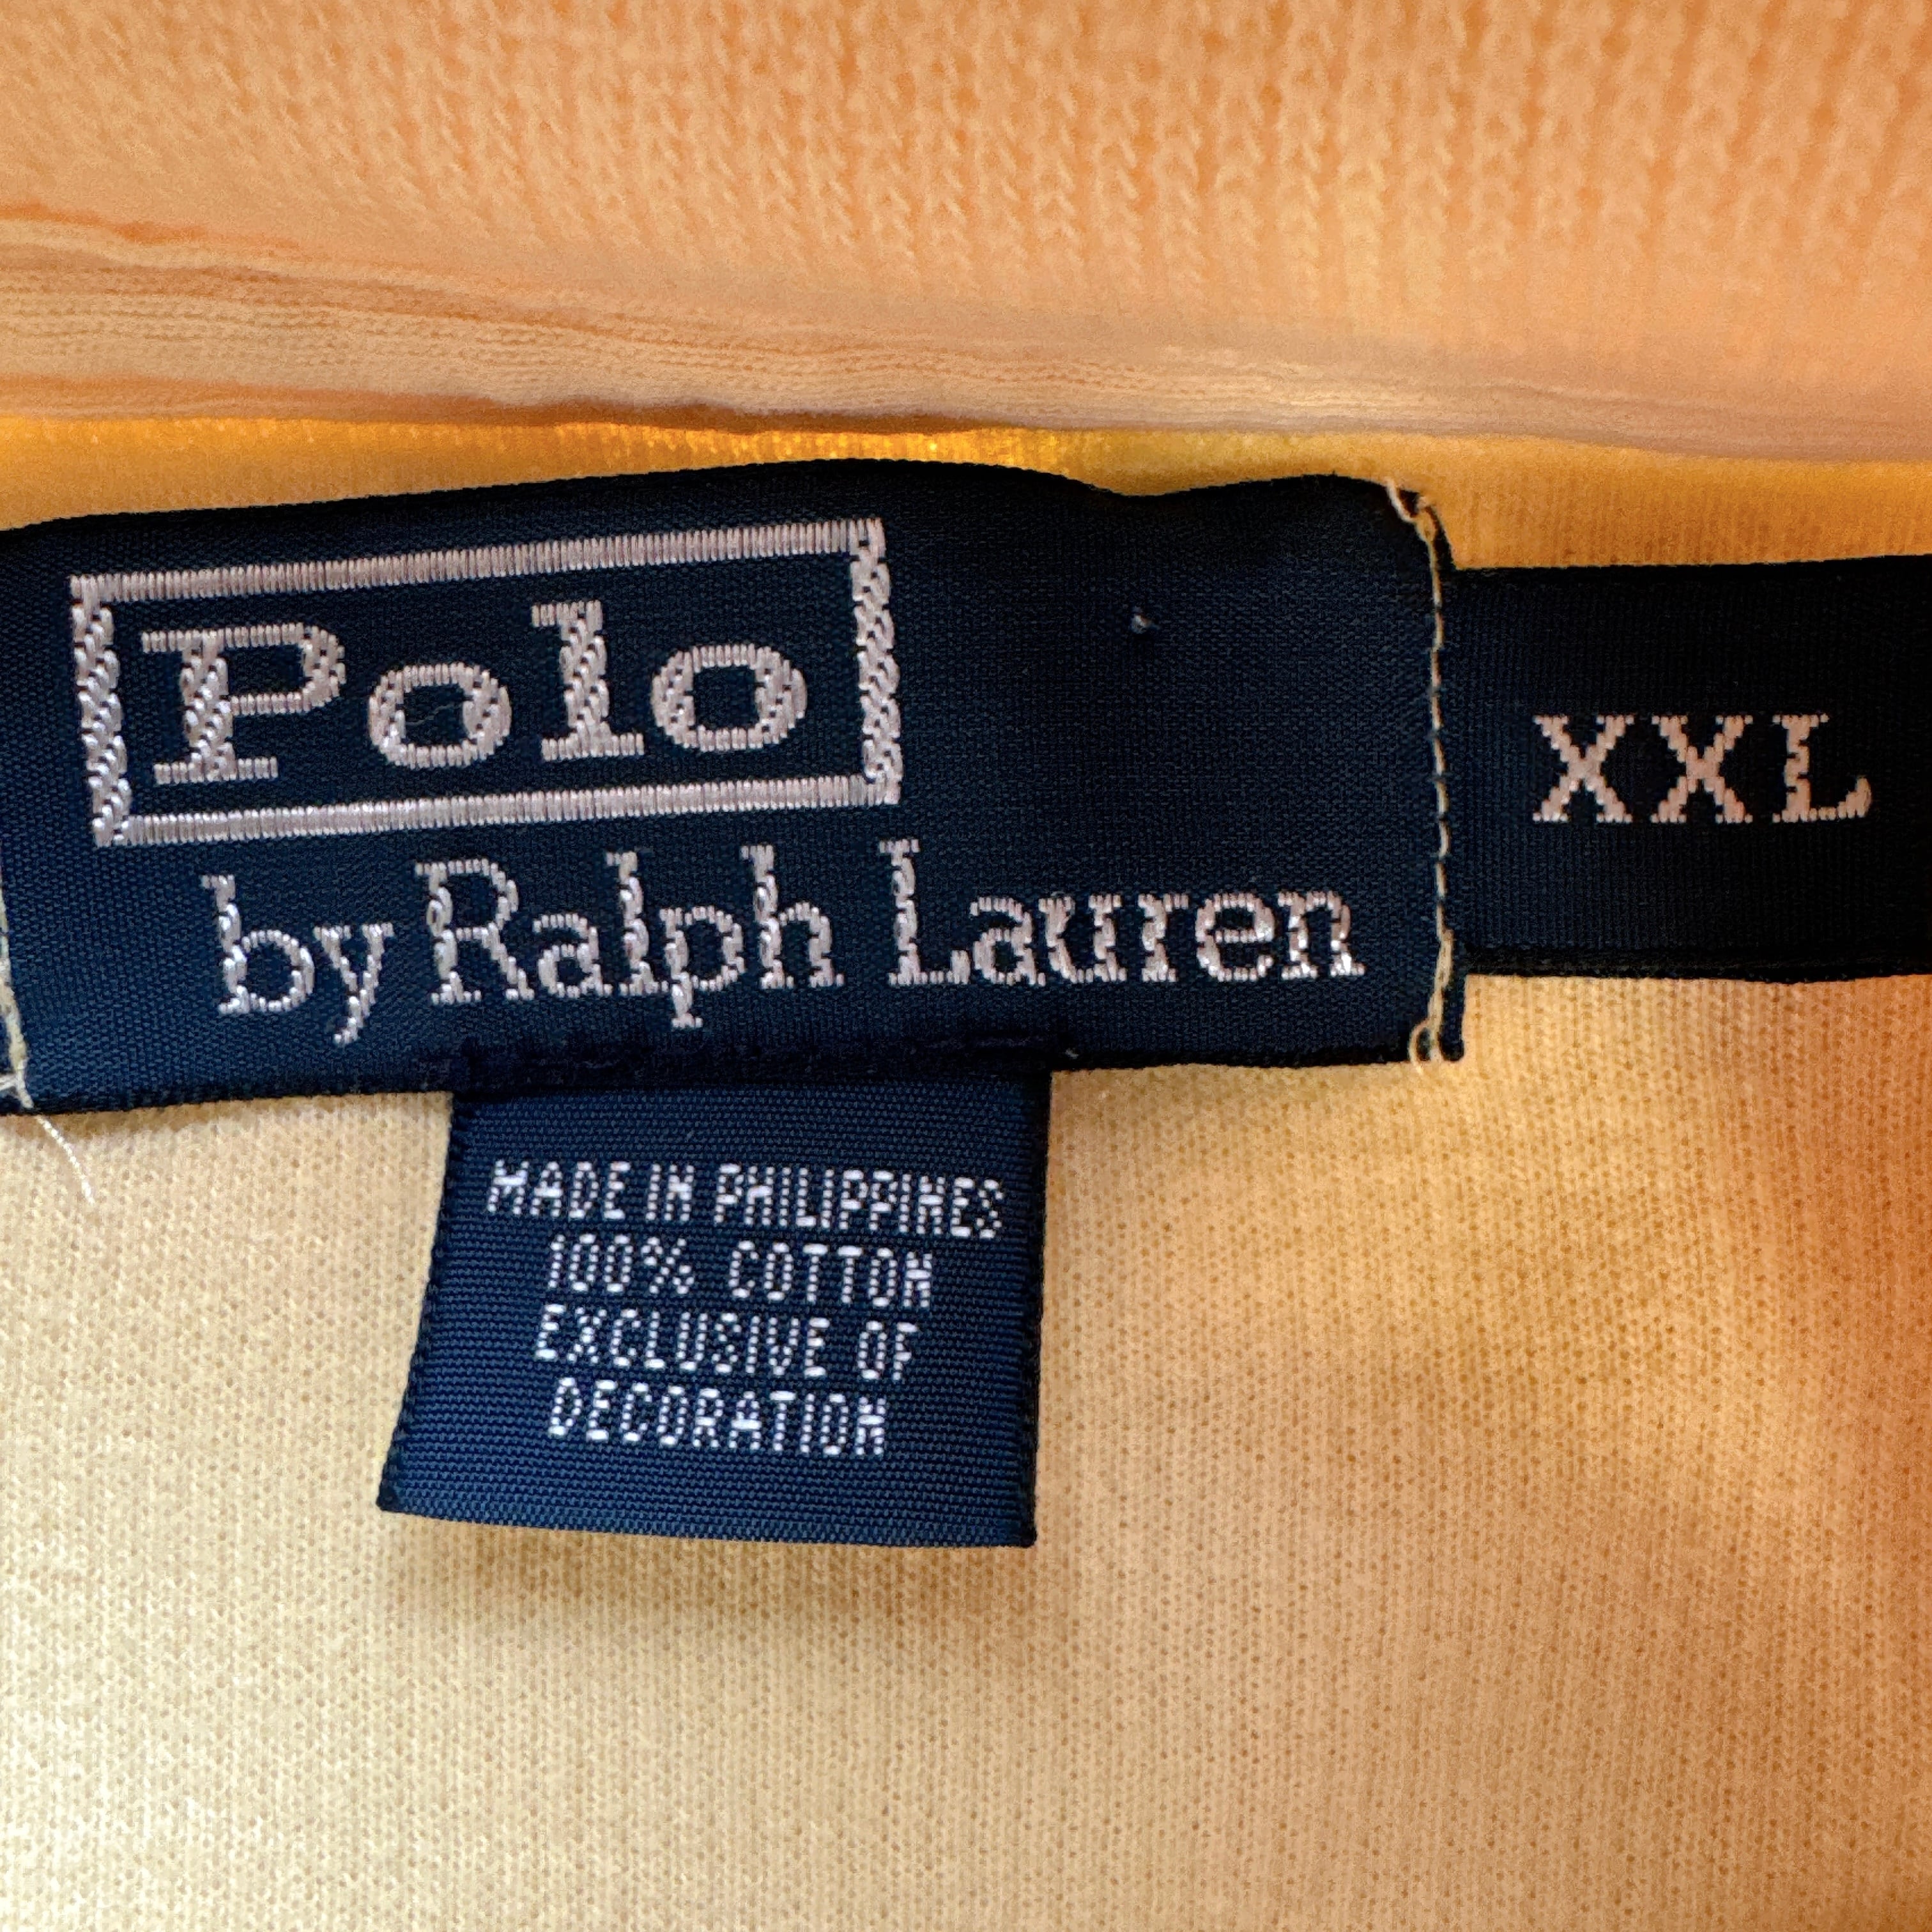 Polo
by Ralph Lauren
XXL
MADE IN PHILIPPINES
100% COTTON
EXCLUSIVE OF
DECORATION